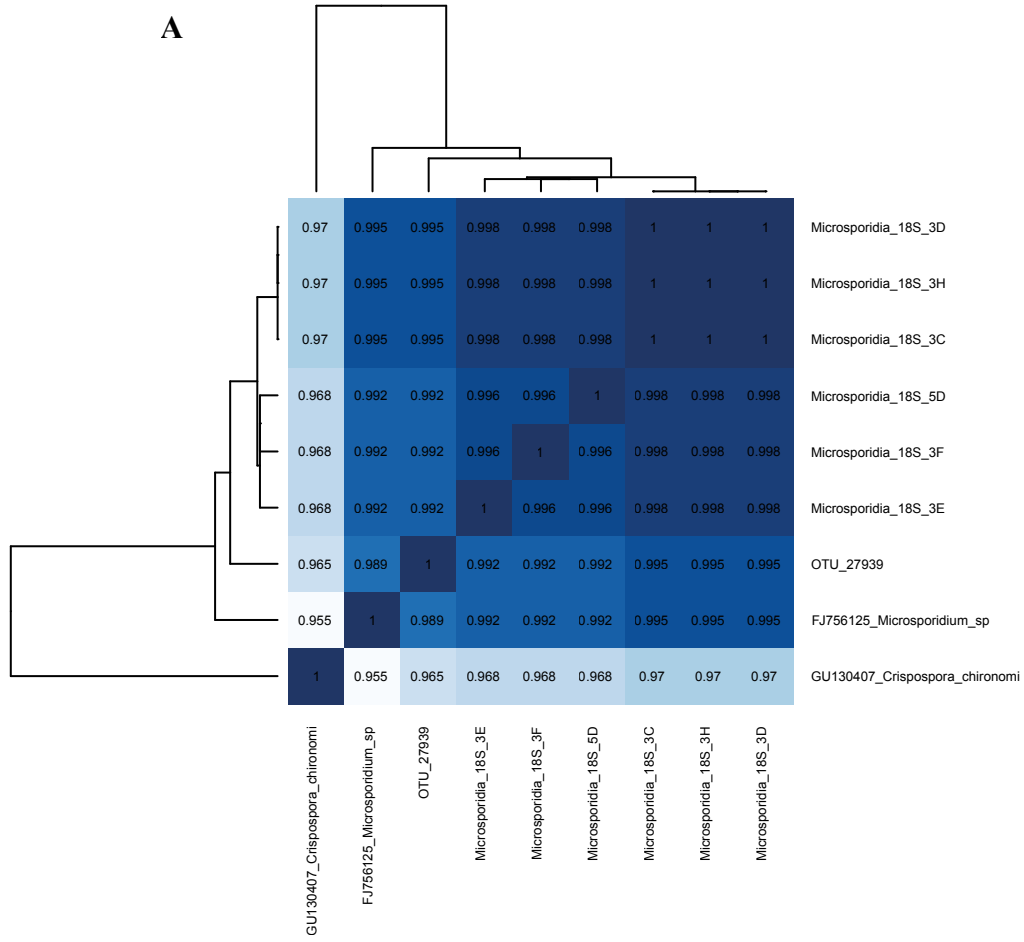 A
0.97 0.995 0.995 0.998 0.998 0.998 1 1 1 Microsporidia_18S_3D
0.97 0.995 0.995 0.998 0.998 0.998 1 1 1 Microsporidia_18S_3H
0.97 0.995 0.995 0.998 0.998 0.998 1 1 1 Microsporidia_18S_3C
0.968 0.992 0.992 0.996 0.996 1 0.998 0.998 0.998 Microsporidia_18S_5D
0.968 0.992 0.992 0.996 1 0.996 0.998 0.998 0.998 Microsporidia_18S_3F
0.968 0.992 0.992 1 0.996 0.996 0.998 0.998 0.998 Microsporidia_18S_3E
0.965 0.989 1 0.992 0.992 0.992 0.995 0.995 0.995 OTU_27939
0.955 1 0.989 0.992 0.992 0.992 0.995 0.995 0.995 FJ756125_Microsporidium_sp
1 0.955 0.965 0.968 0.968 0.968 0.97 0.97 0.97 GU130407_Crispospora_chironomi
GU130407_Crispospora_chironomi
FJ756125_Microsporidium_sp
OTU_27939
Microsporidia_18S_3E
Microsporidia_18S_3F
Microsporidia_18S_5D
Microsporidia_18S_3C
Microsporidia_18S_3H
Microsporidia_18S_3D